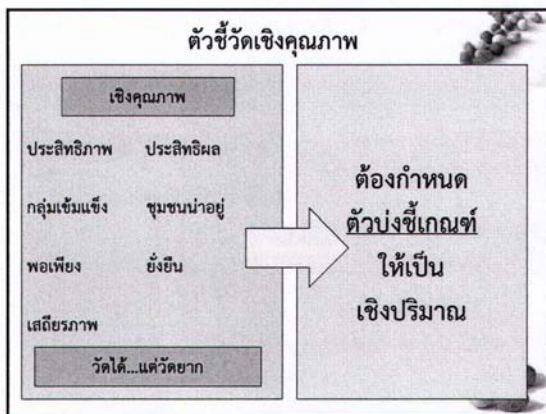 ตัวชี้วัดเชิงคุณภาพ
เชิงคุณภาพ
ประสิทธิภาพ ประสิทธิผล
กลุ่มเข้มแข็ง ชุมชนน่าอยู่
พอเพียง ยั่งยืน
เสถียรภาพ
วัดได้...แต่วัดยาก
ต้องกำหนด
ตัวบ่งชี้เกณฑ์
ให้เป็น
เชิงปริมาณ